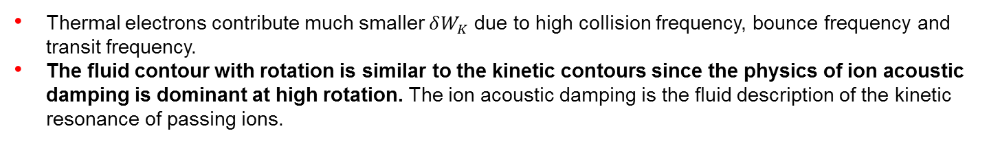 • Thermal electrons contribute much smaller 𝛿𝑊𝐾 due to high collision frequency, bounce frequency and
transit frequency.
• The fluid contour with rotation is similar to the kinetic contours since the physics of ion acoustic
damping is dominant at high rotation. The ion acoustic damping is the fluid description of the kinetic
resonance of passing ions.